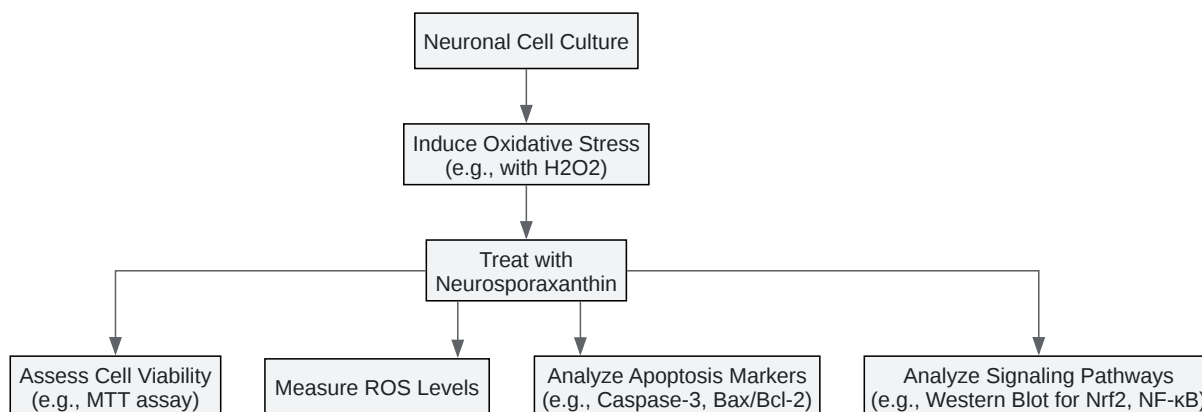 Neuronal Cell Culture
Induce Oxidative Stress
(e.g., with H2O2)
Treat with
Neurosporaxanthin
Assess Cell Viability
(e.g., MTT assay)
Measure ROS Levels
Analyze Apoptosis Markers
(e.g., Caspase-3, Bax/Bcl-2)
Analyze Signaling Pathways
(e.g., Western Blot for Nrf2, NF-κB)